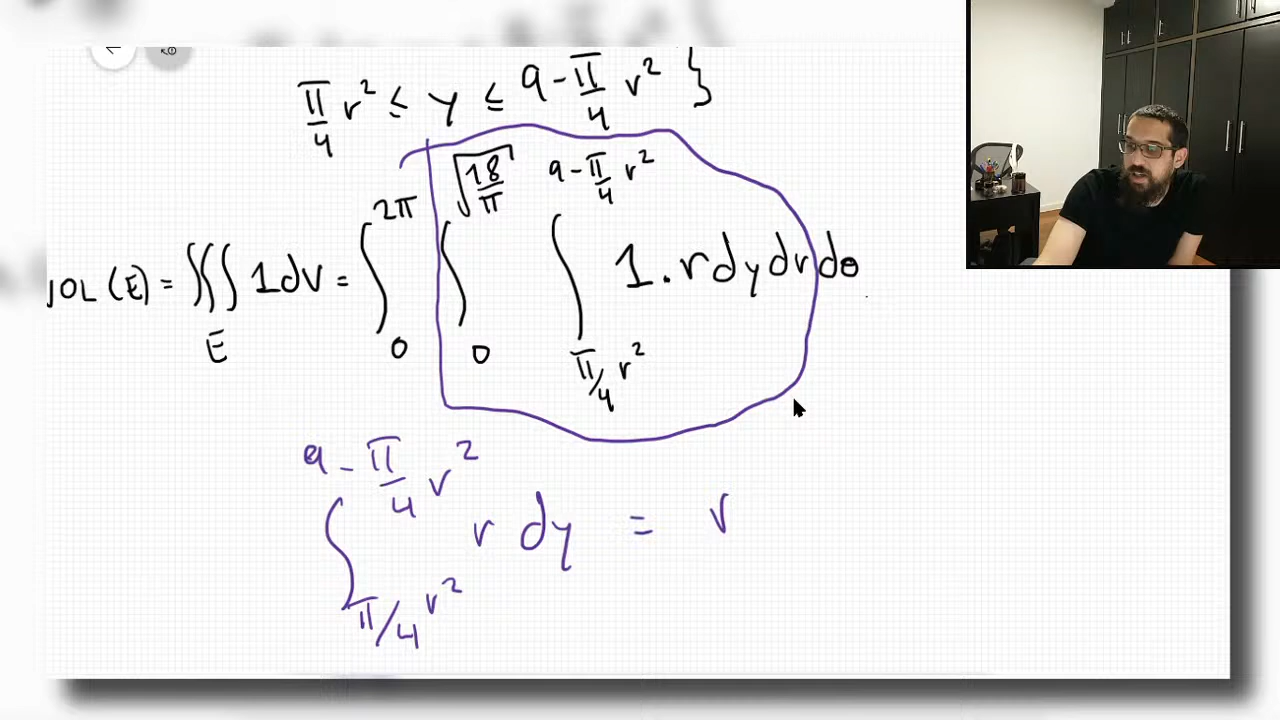 π/4 r² ≤ y ≤ 9 - π/4 r² }
VOL (E) = ∭_E 1 dV = ∫_0^{2π} ∫_0^{√(18/π)} ∫_{π/4 r²}^{9 - π/4 r²} 1 . r dy dr dθ
∫_{π/4 r²}^{9 - π/4 r²} r dy = r